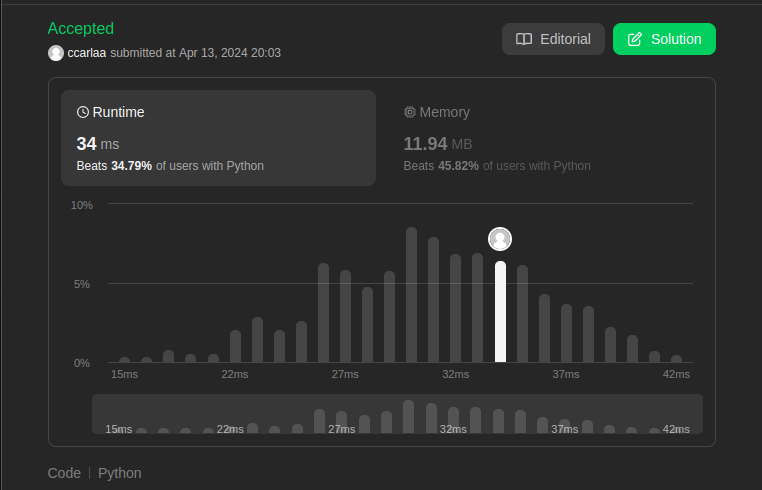 Accepted
ccarlaa submitted at Apr 13, 2024 20:03
Editorial
Solution
Runtime
34 ms
Beats 34.79% of users with Python
Memory
11.94 MB
Beats 45.82% of users with Python
10%
5%
0%
15ms 22ms 27ms 32ms 37ms 42ms
15ms 22ms 27ms 32ms 37ms 42ms
Code | Python